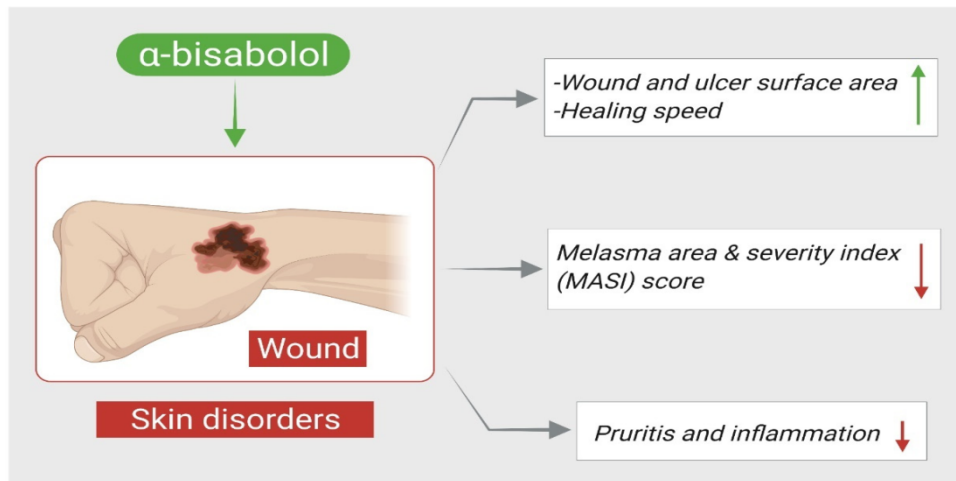 α-bisabolol
-Wound and ulcer surface area
-Healing speed
Melasma area & severity index
(MASI) score
Wound
Skin disorders
Pruritis and inflammation